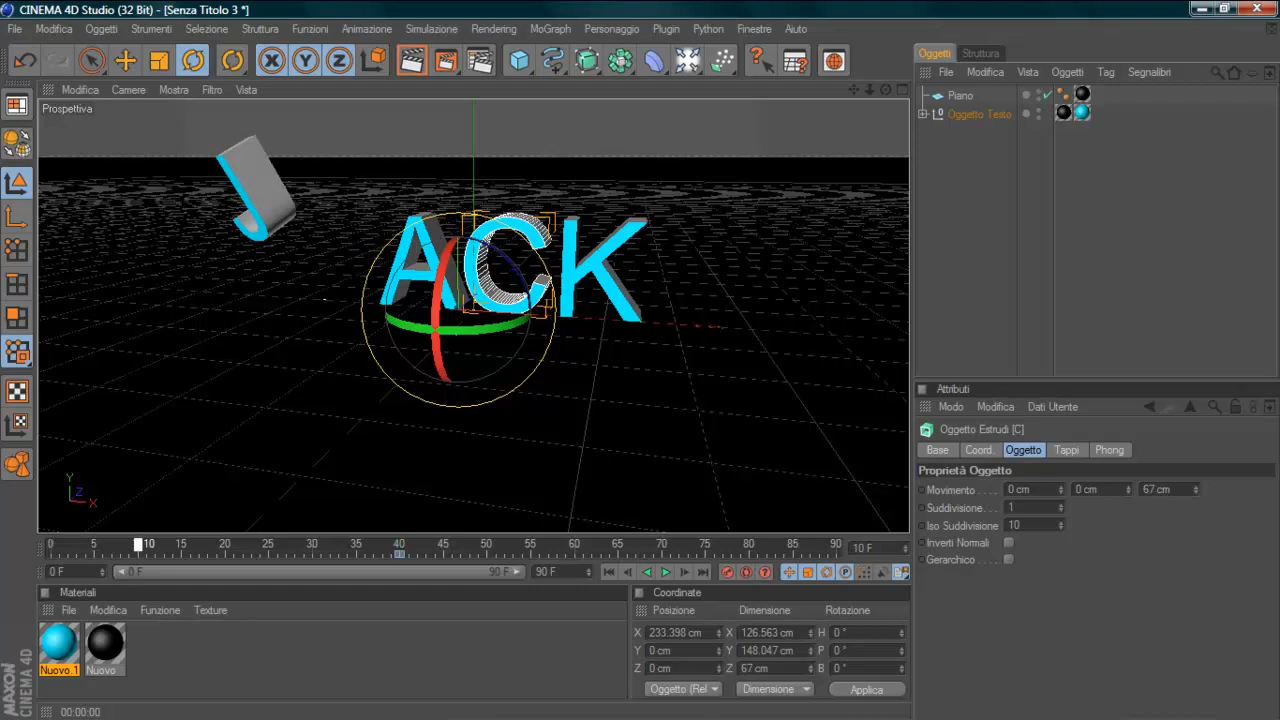 CINEMA 4D Studio (32 Bit) - [Senza Titolo 3 *]
File Modifica Oggetti Strumenti Selezione Struttura Funzioni Animazione Simulazione Rendering MoGraph Personaggio Plugin Python Finestre Aiuto
X Y Z
Oggetti Struttura
File Modifica Vista Oggetti Tag Segnalibri
Modifica Camere Mostra Filtro Vista
Piano
Prospettiva
Oggetto Testo
J
ACK
Attributi
Modo Modifica Dati Utente
Oggetto Estrudi [C]
Base Coord. Oggetto Tappi Phong
Proprietà Oggetto
Movimento . . . . 0 cm 0 cm 67 cm
Suddivisione. . . 1
Iso Suddivisione 10
Inverti Normali
Gerarchico . . . .
Y
Z
X
0 5 10 15 20 25 30 35 40 45 50 55 60 65 70 75 80 85 90 10 F
0 F 0 F 90 F 90 F
Materiali
File Modifica Funzione Texture
Nuovo.1 Nuovo
Coordinate
Posizione Dimensione Rotazione
X 233.398 cm X 126.563 cm H 0 °
Y 0 cm Y 148.047 cm P 0 °
Z 0 cm Z 67 cm B 0 °
Oggetto (Rel Dimensione Applica
MAXON
CINEMA 4D
00:00:00